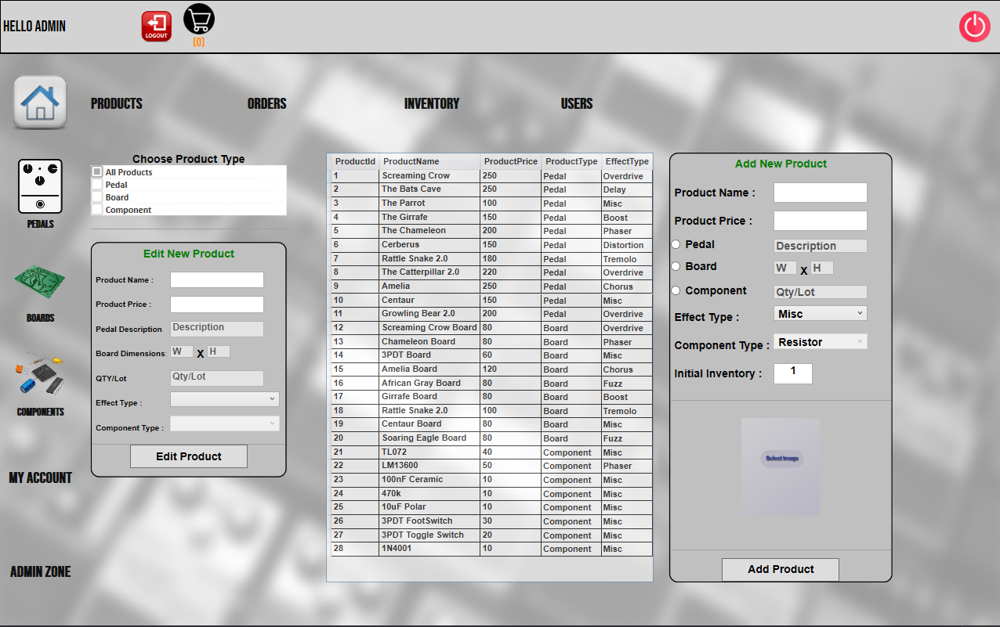 HELLO ADMIN
LOGOUT
[0]
PRODUCTS ORDERS INVENTORY USERS
PEDALS
BOARDS
COMPONENTS
MY ACCOUNT
ADMIN ZONE
Choose Product Type
All Products
Pedal
Board
Component
Edit New Product
Product Name :
Product Price :
Pedal Description Description
Board Dimensions: W X H
QTY/Lot Qty/Lot
Effect Type :
Component Type :
Edit Product
ProductId ProductName ProductPrice ProductType EffectType
1 Screaming Crow 250 Pedal Overdrive
2 The Bats Cave 250 Pedal Delay
3 The Parrot 100 Pedal Misc
4 The Girrafe 150 Pedal Boost
5 The Chameleon 200 Pedal Phaser
6 Cerberus 150 Pedal Distortion
7 Rattle Snake 2.0 180 Pedal Tremolo
8 The Catterpillar 2.0 220 Pedal Overdrive
9 Amelia 250 Pedal Chorus
10 Centaur 150 Pedal Misc
11 Growling Bear 2.0 200 Pedal Overdrive
12 Screaming Crow Board 80 Board Overdrive
13 Chameleon Board 80 Board Phaser
14 3PDT Board 60 Board Misc
15 Amelia Board 120 Board Chorus
16 African Gray Board 80 Board Fuzz
17 Girrafe Board 80 Board Boost
18 Rattle Snake 2.0 100 Board Tremolo
19 Centaur Board 80 Board Misc
20 Soaring Eagle Board 80 Board Fuzz
21 TL072 40 Component Misc
22 LM13600 50 Component Phaser
23 100nF Ceramic 10 Component Misc
24 470k 10 Component Misc
25 10uF Polar 10 Component Misc
26 3PDT FootSwitch 30 Component Misc
27 3PDT Toggle Switch 20 Component Misc
28 1N4001 10 Component Misc
Add New Product
Product Name :
Product Price :
Pedal Description
Board W X H
Component Qty/Lot
Effect Type : Misc
Component Type : Resistor
Initial Inventory : 1
Select Image
Add Product